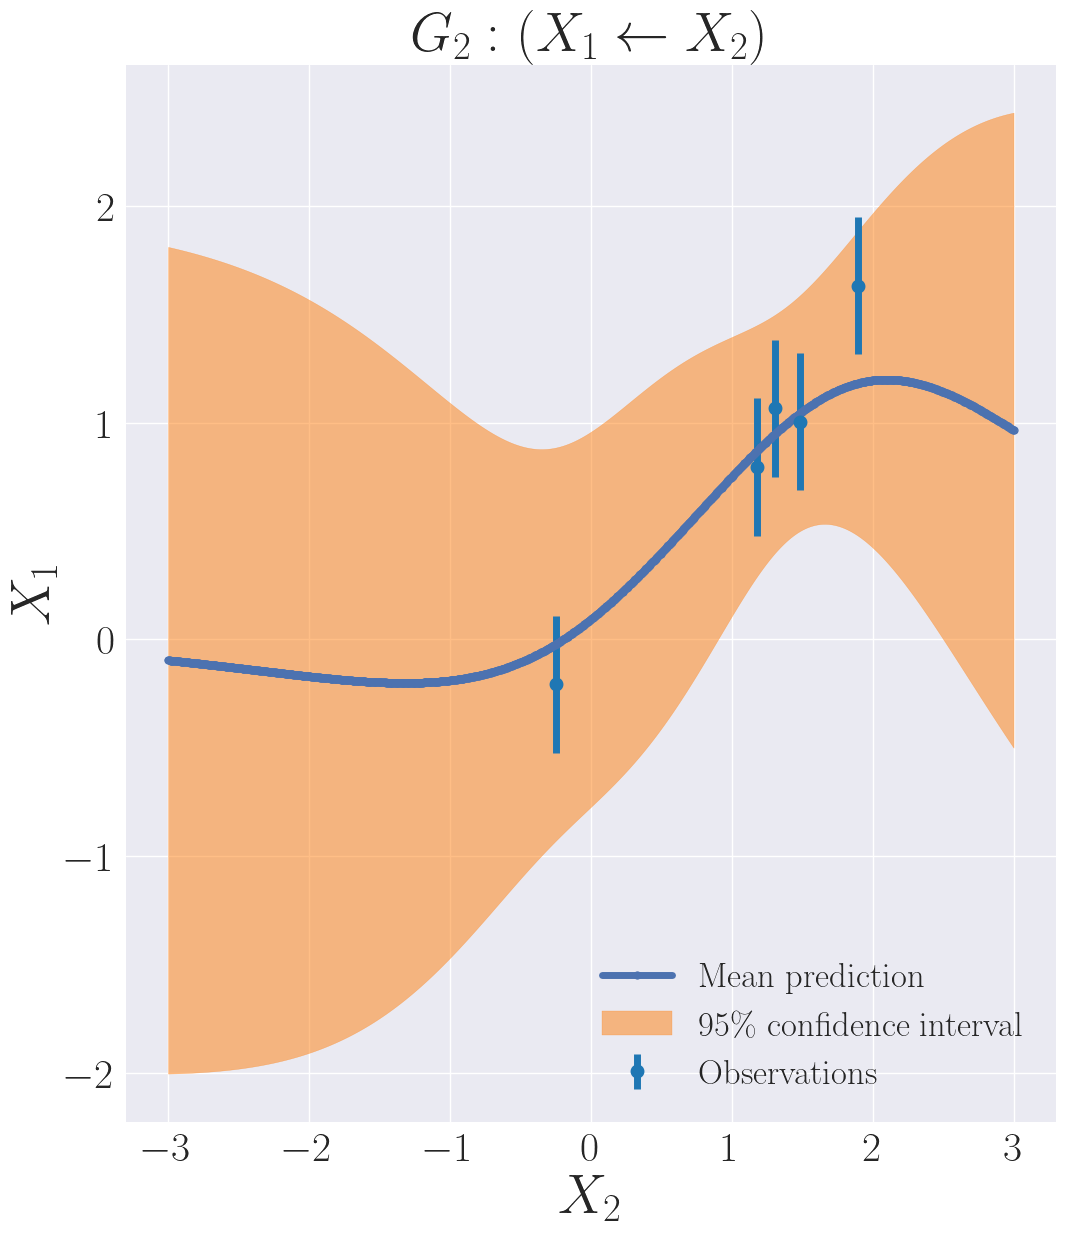 G₂ : (X₁ ← X₂)
2
1
0
−1
−2
X₁
−3 −2 −1 0 1 2 3
X₂
Mean prediction
95% confidence interval
Observations